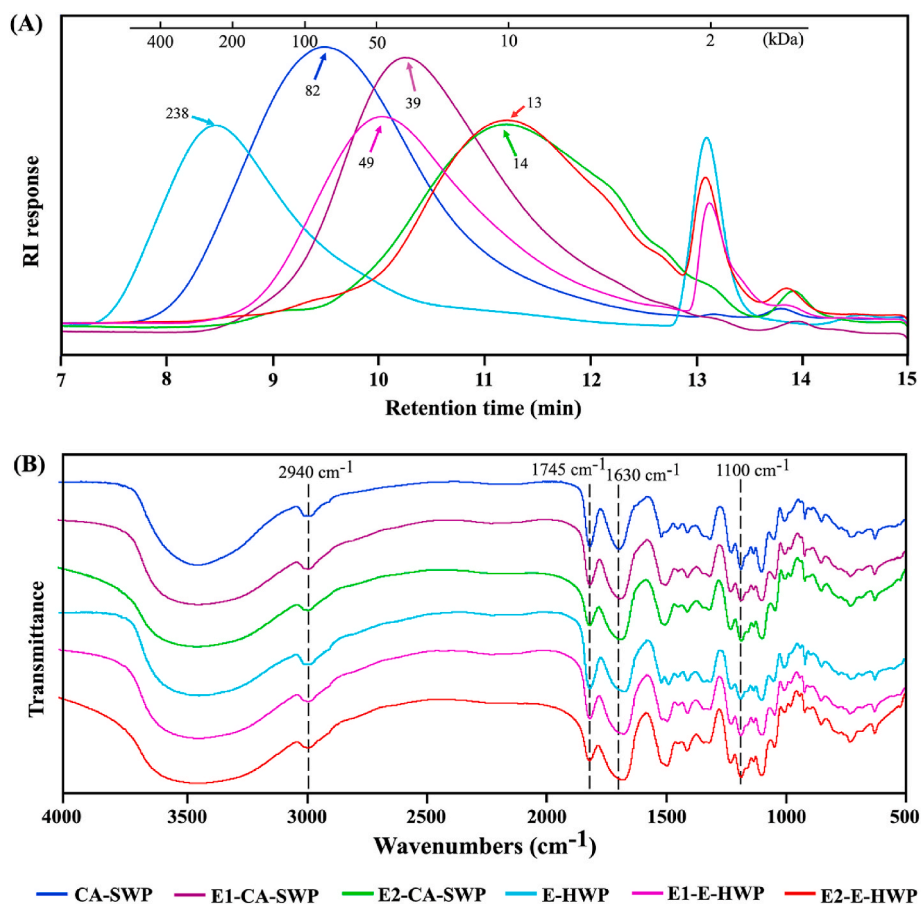 (A)
400 200 100 50 10 2 (kDa)
238
82
39
49
13
14
RI response
7 8 9 10 11 12 13 14 15
Retention time (min)
(B)
2940 cm-1 1745 cm-1 1630 cm-1 1100 cm-1
Transmittance
4000 3500 3000 2500 2000 1500 1000 500
Wavenumbers (cm-1)
CA-SWP E1-CA-SWP E2-CA-SWP E-HWP E1-E-HWP E2-E-HWP